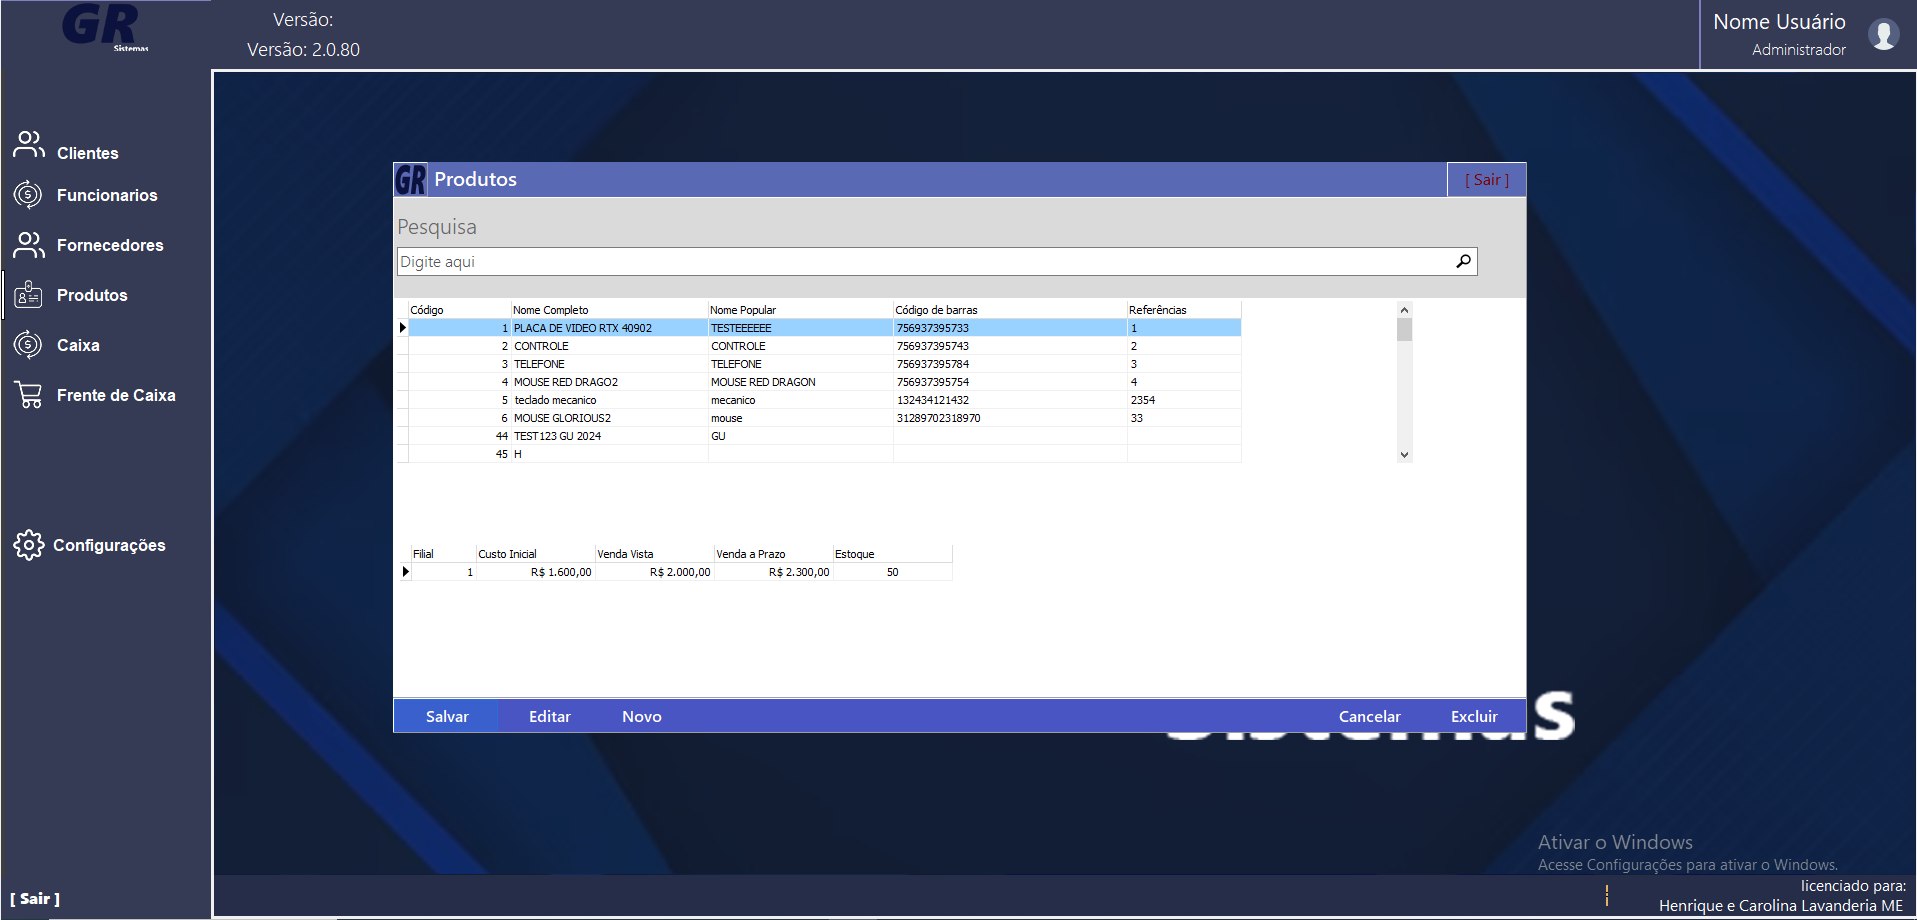 GR
Sistemas
Versão:
Versão: 2.0.80
Nome Usuário
Administrador
Clientes
Funcionarios
Fornecedores
Produtos
Caixa
Frente de Caixa
Configurações
[ Sair ]
GR Produtos [ Sair ]
Pesquisa
Digite aqui
Código Nome Completo Nome Popular Código de barras Referências
1 PLACA DE VIDEO RTX 40902 TESTEEEEEE 756937395733 1
2 CONTROLE CONTROLE 756937395743 2
3 TELEFONE TELEFONE 756937395784 3
4 MOUSE RED DRAGO2 MOUSE RED DRAGON 756937395754 4
5 teclado mecanico mecanico 132434121432 2354
6 MOUSE GLORIOUS2 mouse 31289702318970 33
44 TEST123 GU 2024 GU
45 H
Filial Custo Inicial Venda Vista Venda a Prazo Estoque
1 R$ 1.600,00 R$ 2.000,00 R$ 2.300,00 50
Salvar Editar Novo Cancelar Excluir
Sistemas
Ativar o Windows
Acesse Configurações para ativar o Windows.
licenciado para:
Henrique e Carolina Lavanderia ME